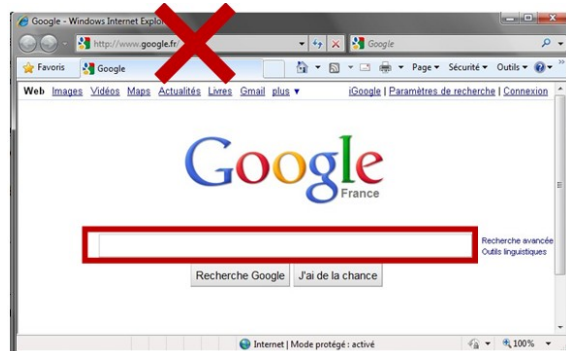 Google - Windows Internet Explo
http://www.google.fr/
Google
Favoris
Google
Page
Sécurité
Outils
Web Images Vidéos Maps Actualités Livres Gmail plus
iGoogle | Paramètres de recherche | Connexion
Google
France
Recherche avancée
Outils linguistiques
Recherche Google
J'ai de la chance
Internet | Mode protégé : activé
100%